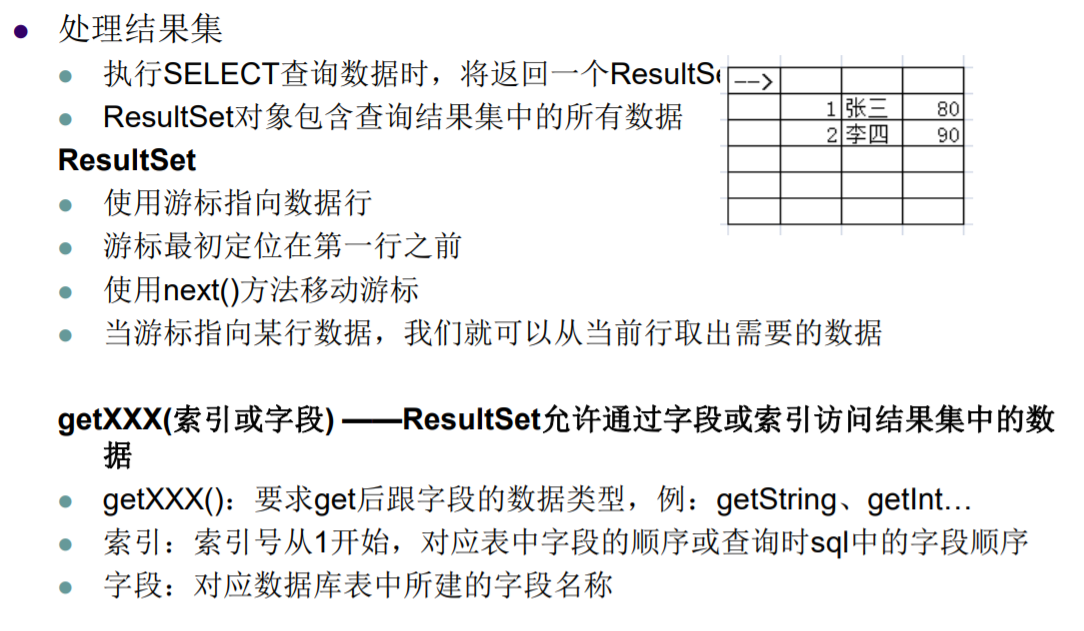 处理结果集
执行SELECT查询数据时，将返回一个ResultSe
ResultSet对象包含查询结果集中的所有数据
-->
1 张三 80
2 李四 90
ResultSet
使用游标指向数据行
游标最初定位在第一行之前
使用next()方法移动游标
当游标指向某行数据，我们就可以从当前行取出需要的数据
getXXX(索引或字段) ——ResultSet允许通过字段或索引访问结果集中的数
据
getXXX()：要求get后跟字段的数据类型，例：getString、getInt…
索引：索引号从1开始，对应表中字段的顺序或查询时sql中的字段顺序
字段：对应数据库表中所建的字段名称